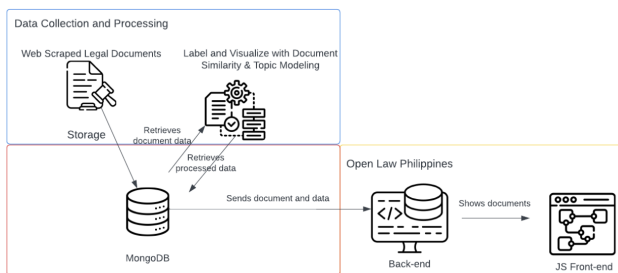 Data Collection and Processing
Web Scraped Legal Documents
Label and Visualize with Document
Similarity & Topic Modeling
Storage
Retrieves
document data
Retrieves
processed data
Open Law Philippines
Sends document and data
Shows documents
MongoDB
Back-end
JS Front-end